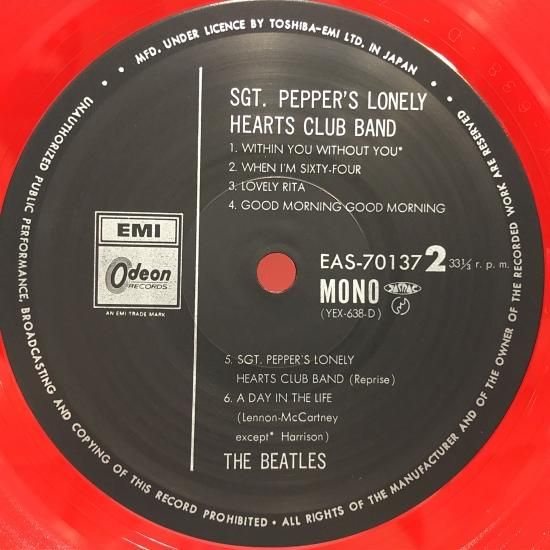 • MFD. UNDER LICENCE BY TOSHIBA-EMI LTD. IN JAPAN •
SGT. PEPPER'S LONELY
HEARTS CLUB BAND
1. WITHIN YOU WITHOUT YOU*
2. WHEN I'M SIXTY-FOUR
3. LOVELY RITA
4. GOOD MORNING GOOD MORNING
EMI
Odeon
RECORDS
AN EMI TRADE MARK
EAS-70137 2 33⅓ r. p. m.
MONO
(YEX-638-D)
5. SGT. PEPPER'S LONELY
HEARTS CLUB BAND (Reprise)
6. A DAY IN THE LIFE
(Lennon-McCartney
except* Harrison)
THE BEATLES
UNAUTHORIZED PUBLIC PERFORMANCE, BROADCASTING AND COPYING OF THIS RECORD PROHIBITED • ALL RIGHTS OF THE MANUFACTURER AND OF THE OWNER OF THE RECORDED WORK ARE RESERVED